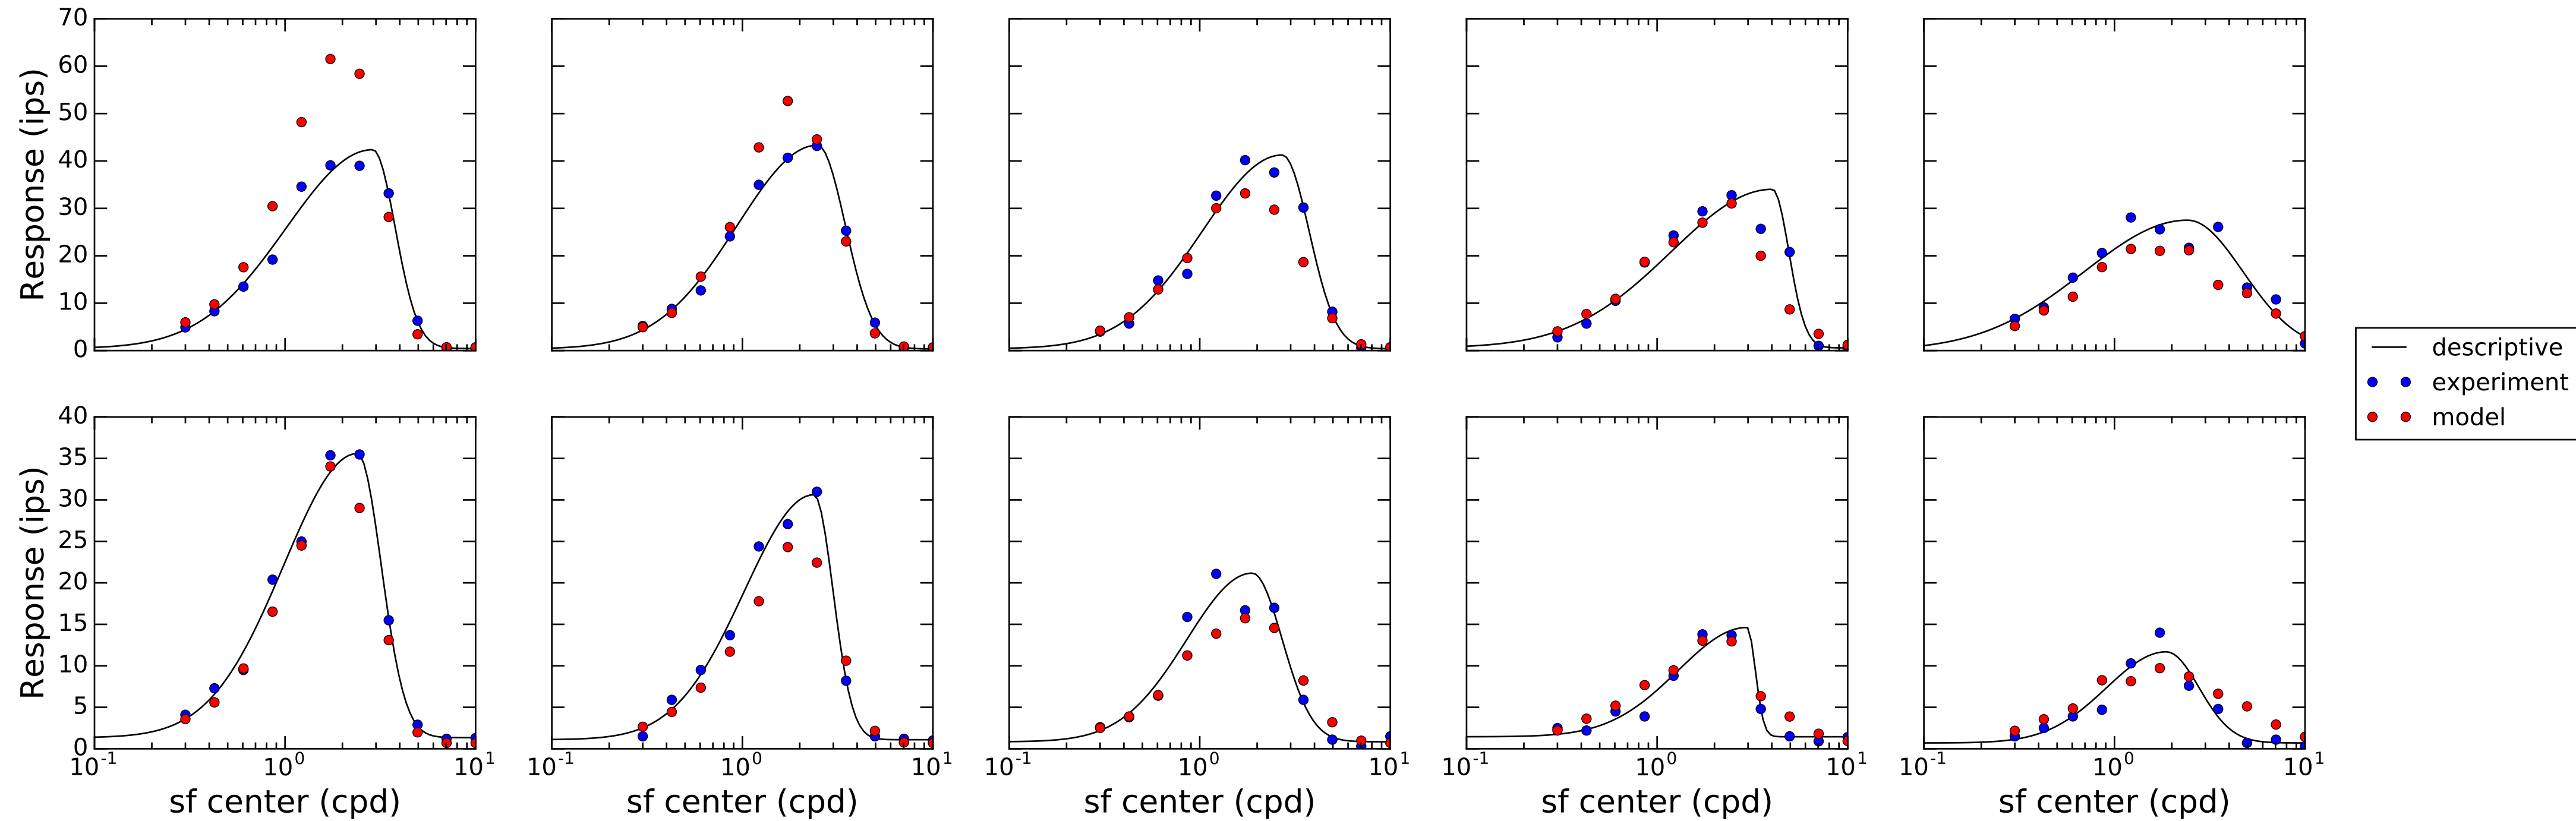 70
60
50
40
30
20
10
0
Response (ips)
descriptive
experiment
model
40
35
30
25
20
15
10
5
0
Response (ips)
10⁻¹ 10⁰ 10¹ 10⁻¹ 10⁰ 10¹ 10⁻¹ 10⁰ 10¹ 10⁻¹ 10⁰ 10¹ 10⁻¹ 10⁰ 10¹
sf center (cpd) sf center (cpd) sf center (cpd) sf center (cpd) sf center (cpd)